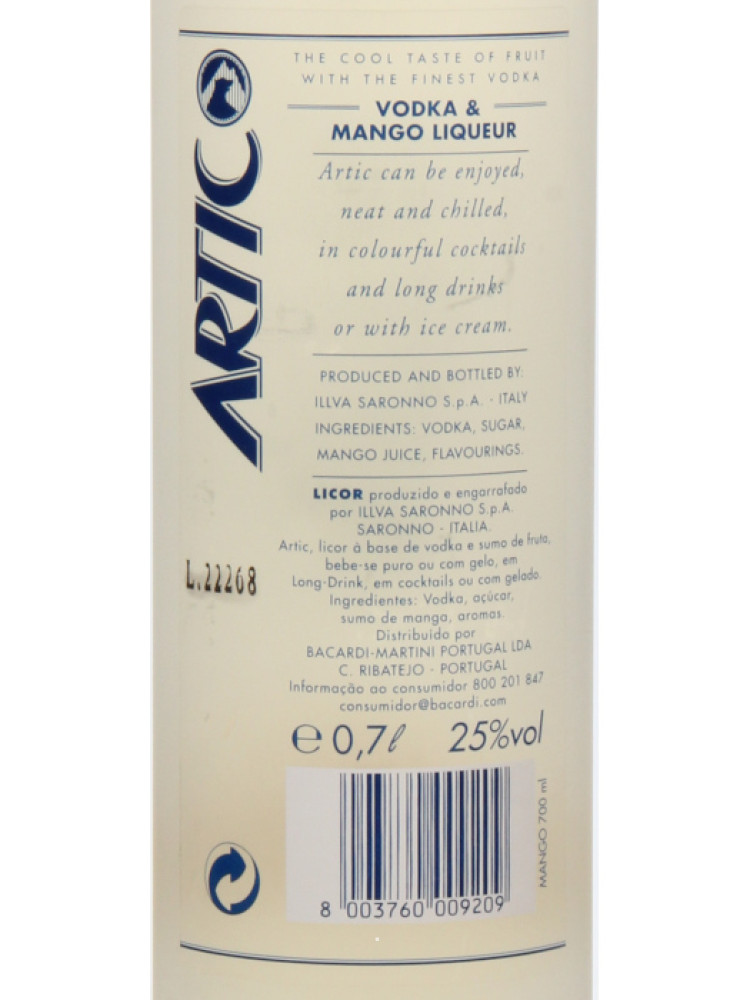 ARTIC
THE COOL TASTE OF FRUIT
WITH THE FINEST VODKA
VODKA &
MANGO LIQUEUR
Artic can be enjoyed,
neat and chilled,
in colourful cocktails
and long drinks
or with ice cream.
PRODUCED AND BOTTLED BY:
ILLVA SARONNO S.p.A. - ITALY
INGREDIENTS: VODKA, SUGAR,
MANGO JUICE, FLAVOURINGS.
LICOR produzido e engarrafado
por ILLVA SARONNO S.p.A.
SARONNO - ITALIA.
Artic, licor à base de vodka e sumo de fruta,
bebe-se puro ou com gelo, em
Long-Drink, em cocktails ou com gelado.
Ingredientes: Vodka, açúcar,
sumo de manga, aromas.
Distribuído por
BACARDI-MARTINI PORTUGAL LDA
C. RIBATEJO - PORTUGAL
Informação ao consumidor 800 201 847
consumidor@bacardi.com
L.22268
e 0,7l 25%vol
MANGO 700 ml
8 003760 009209